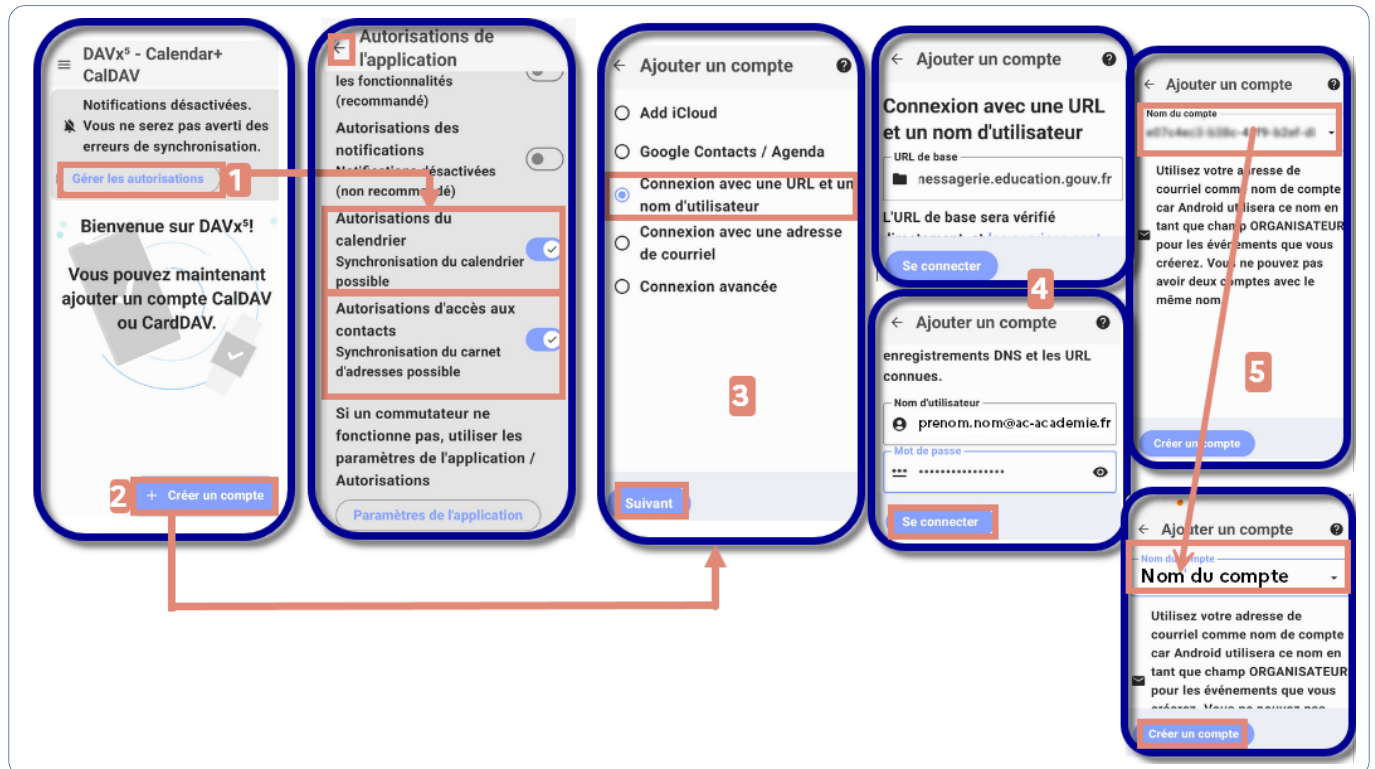 DAVx⁵ - Calendar+
CalDAV
Notifications désactivées.
Vous ne serez pas averti des
erreurs de synchronisation.
Gérer les autorisations
1
Bienvenue sur DAVx⁵!
Vous pouvez maintenant
ajouter un compte CalDAV
ou CardDAV.
2
+ Créer un compte
Autorisations de
l'application
les fonctionnalités
(recommandé)
Autorisations des
notifications
Notifications désactivées
(non recommandé)
Autorisations du
calendrier
Synchronisation du calendrier
possible
Autorisations d'accès aux
contacts
Synchronisation du carnet
d'adresses possible
Si un commutateur ne
fonctionne pas, utiliser les
paramètres de l'application /
Autorisations
Paramètres de l'application
Ajouter un compte
Add iCloud
Google Contacts / Agenda
Connexion avec une URL et un
nom d'utilisateur
Connexion avec une adresse
de courriel
Connexion avancée
3
Suivant
Ajouter un compte
Connexion avec une URL
et un nom d'utilisateur
URL de base
messagerie.education.gouv.fr
L'URL de base sera vérifié
Se connecter
4
Ajouter un compte
enregistrements DNS et les URL
connues.
Nom d'utilisateur
prenom.nom@ac-academie.fr
Mot de passe
Se connecter
Ajouter un compte
Nom du compte
Utilisez votre adresse de
courriel comme nom de compte
car Android utilisera ce nom en
tant que champ ORGANISATEUR
pour les événements que vous
créerez. Vous ne pouvez pas
avoir deux comptes avec le
même nom
5
Créer un compte
Ajouter un compte
Nom du compte
Nom du compte
Utilisez votre adresse de
courriel comme nom de compte
car Android utilisera ce nom en
tant que champ ORGANISATEUR
pour les événements que vous
créerez. Vous ne pouvez pas
Créer un compte